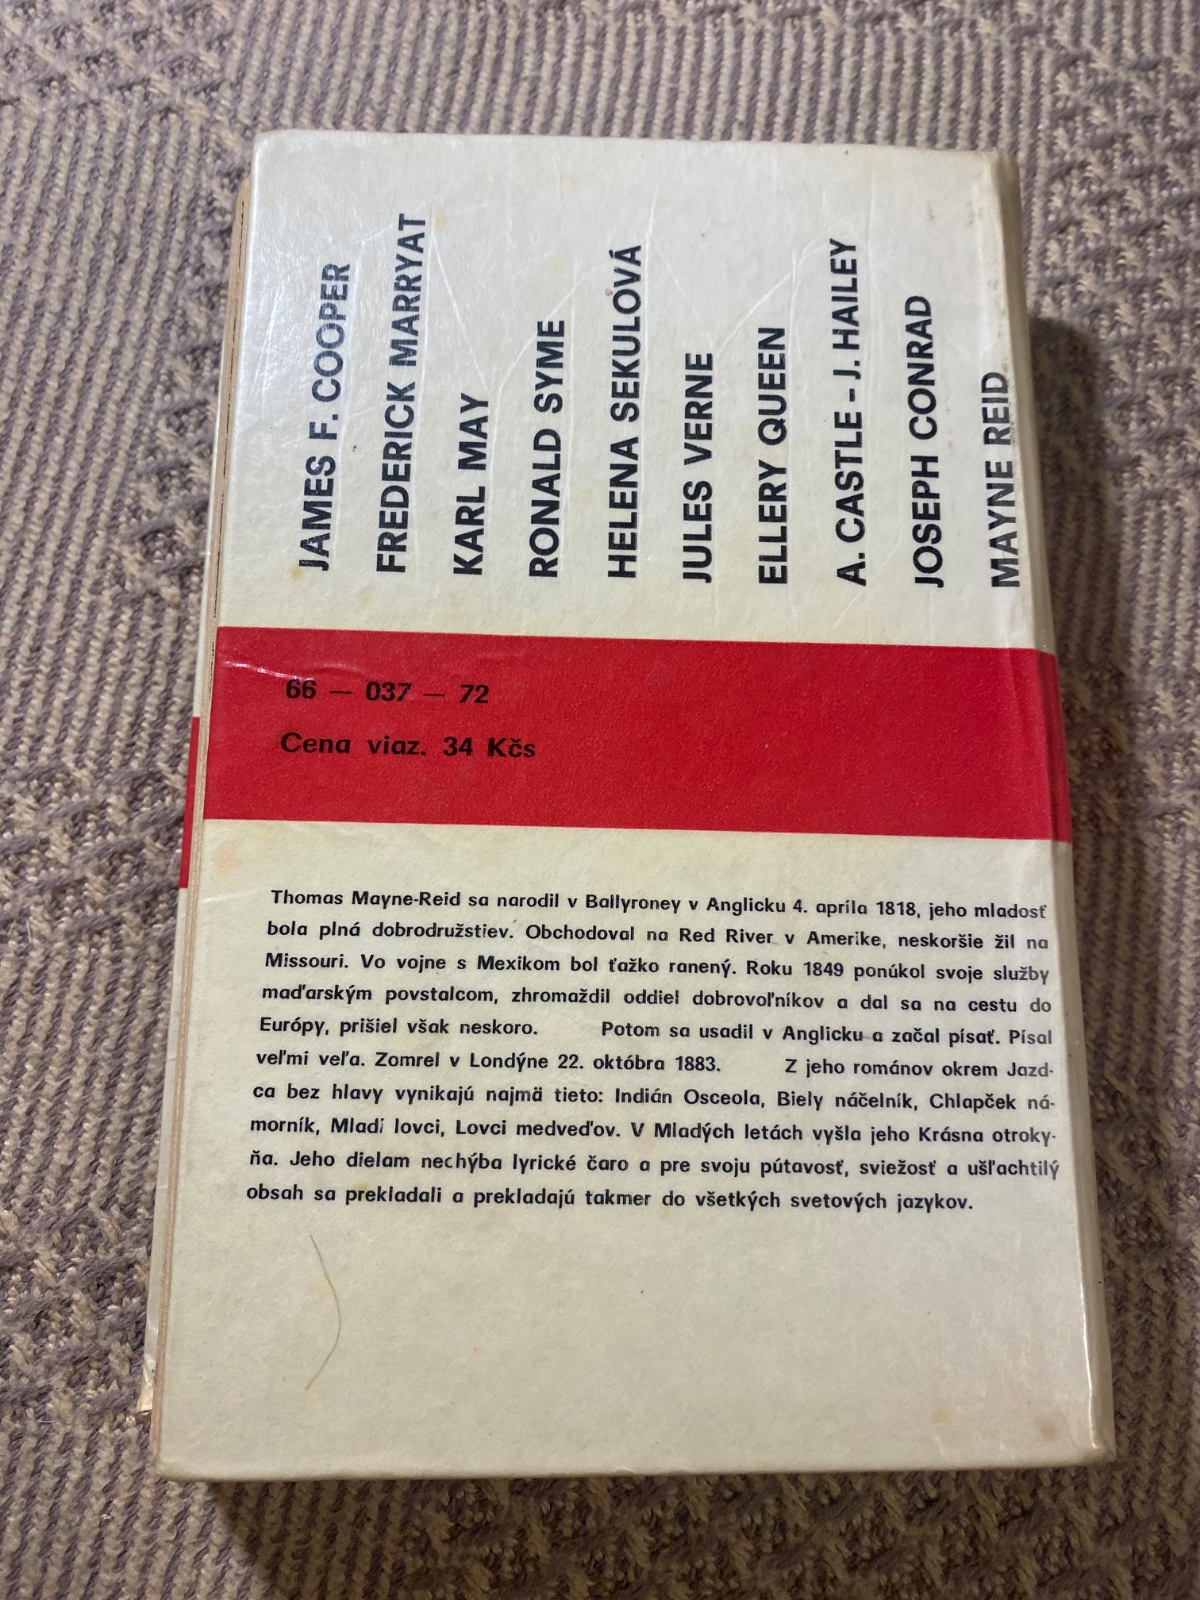 JAMES F. COOPER
FREDERICK MARRYAT
KARL MAY
RONALD SYME
HELENA SEKULOVÁ
JULES VERNE
ELLERY QUEEN
A. CASTLE – J. HAILEY
JOSEPH CONRAD
MAYNE REID
66 — 037 — 72
Cena viaz. 34 Kčs
Thomas Mayne-Reid sa narodil v Ballyroney v Anglicku 4. apríla 1818, jeho mladosť
bola plná dobrodružstiev. Obchodoval na Red River v Amerike, neskoršie žil na
Missouri. Vo vojne s Mexikom bol ťažko ranený. Roku 1849 ponúkol svoje služby
maďarským povstalcom, zhromaždil oddiel dobrovoľníkov a dal sa na cestu do
Európy, prišiel však neskoro. Potom sa usadil v Anglicku a začal písať. Písal
veľmi veľa. Zomrel v Londýne 22. októbra 1883. Z jeho románov okrem Jazd-
ca bez hlavy vynikajú najmä tieto: Indián Osceola, Biely náčelník, Chlapček ná-
morník, Mladí lovci, Lovci medveďov. V Mladých letách vyšla jeho Krásna otroky-
ňa. Jeho dielam nechýba lyrické čaro a pre svoju pútavosť, sviežosť a ušľachtilý
obsah sa prekladali a prekladajú takmer do všetkých svetových jazykov.